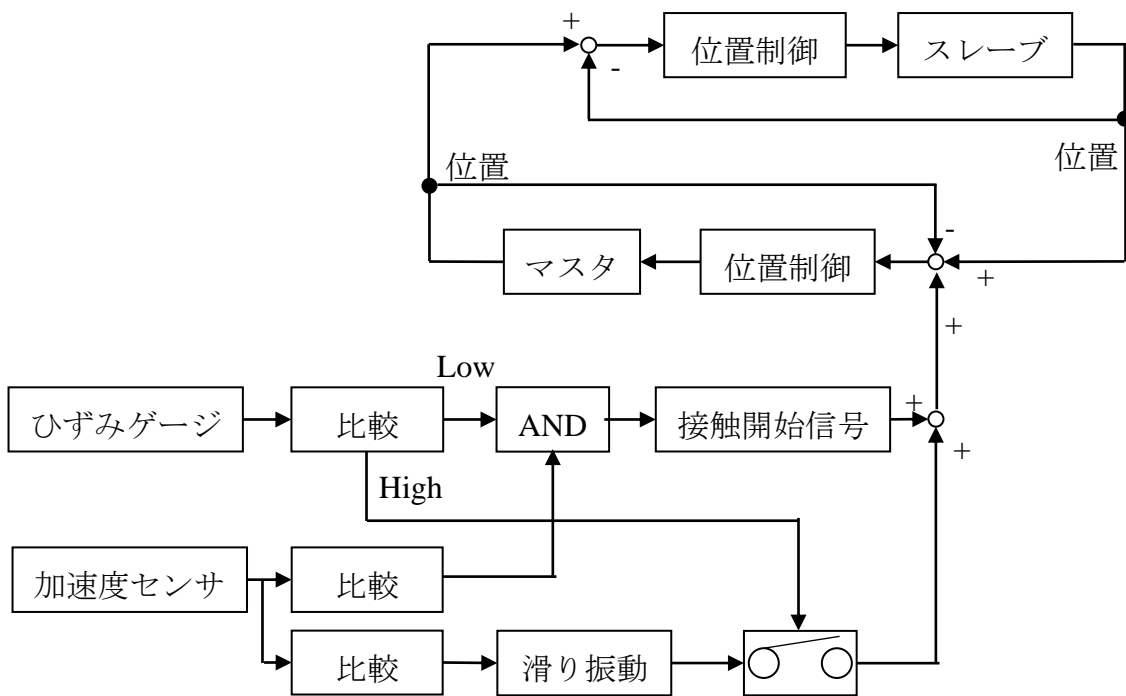 +
位置制御
スレーブ
-
位置
位置
-
マスタ
位置制御
+
+
Low
ひずみゲージ
比較
AND
接触開始信号
+
+
High
加速度センサ
比較
比較
滑り振動